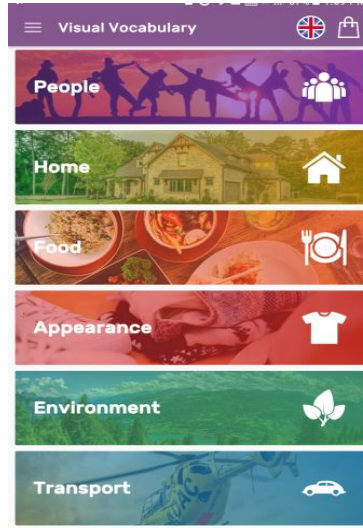 Visual Vocabulary
People
Home
Food
Appearance
Environment
Transport